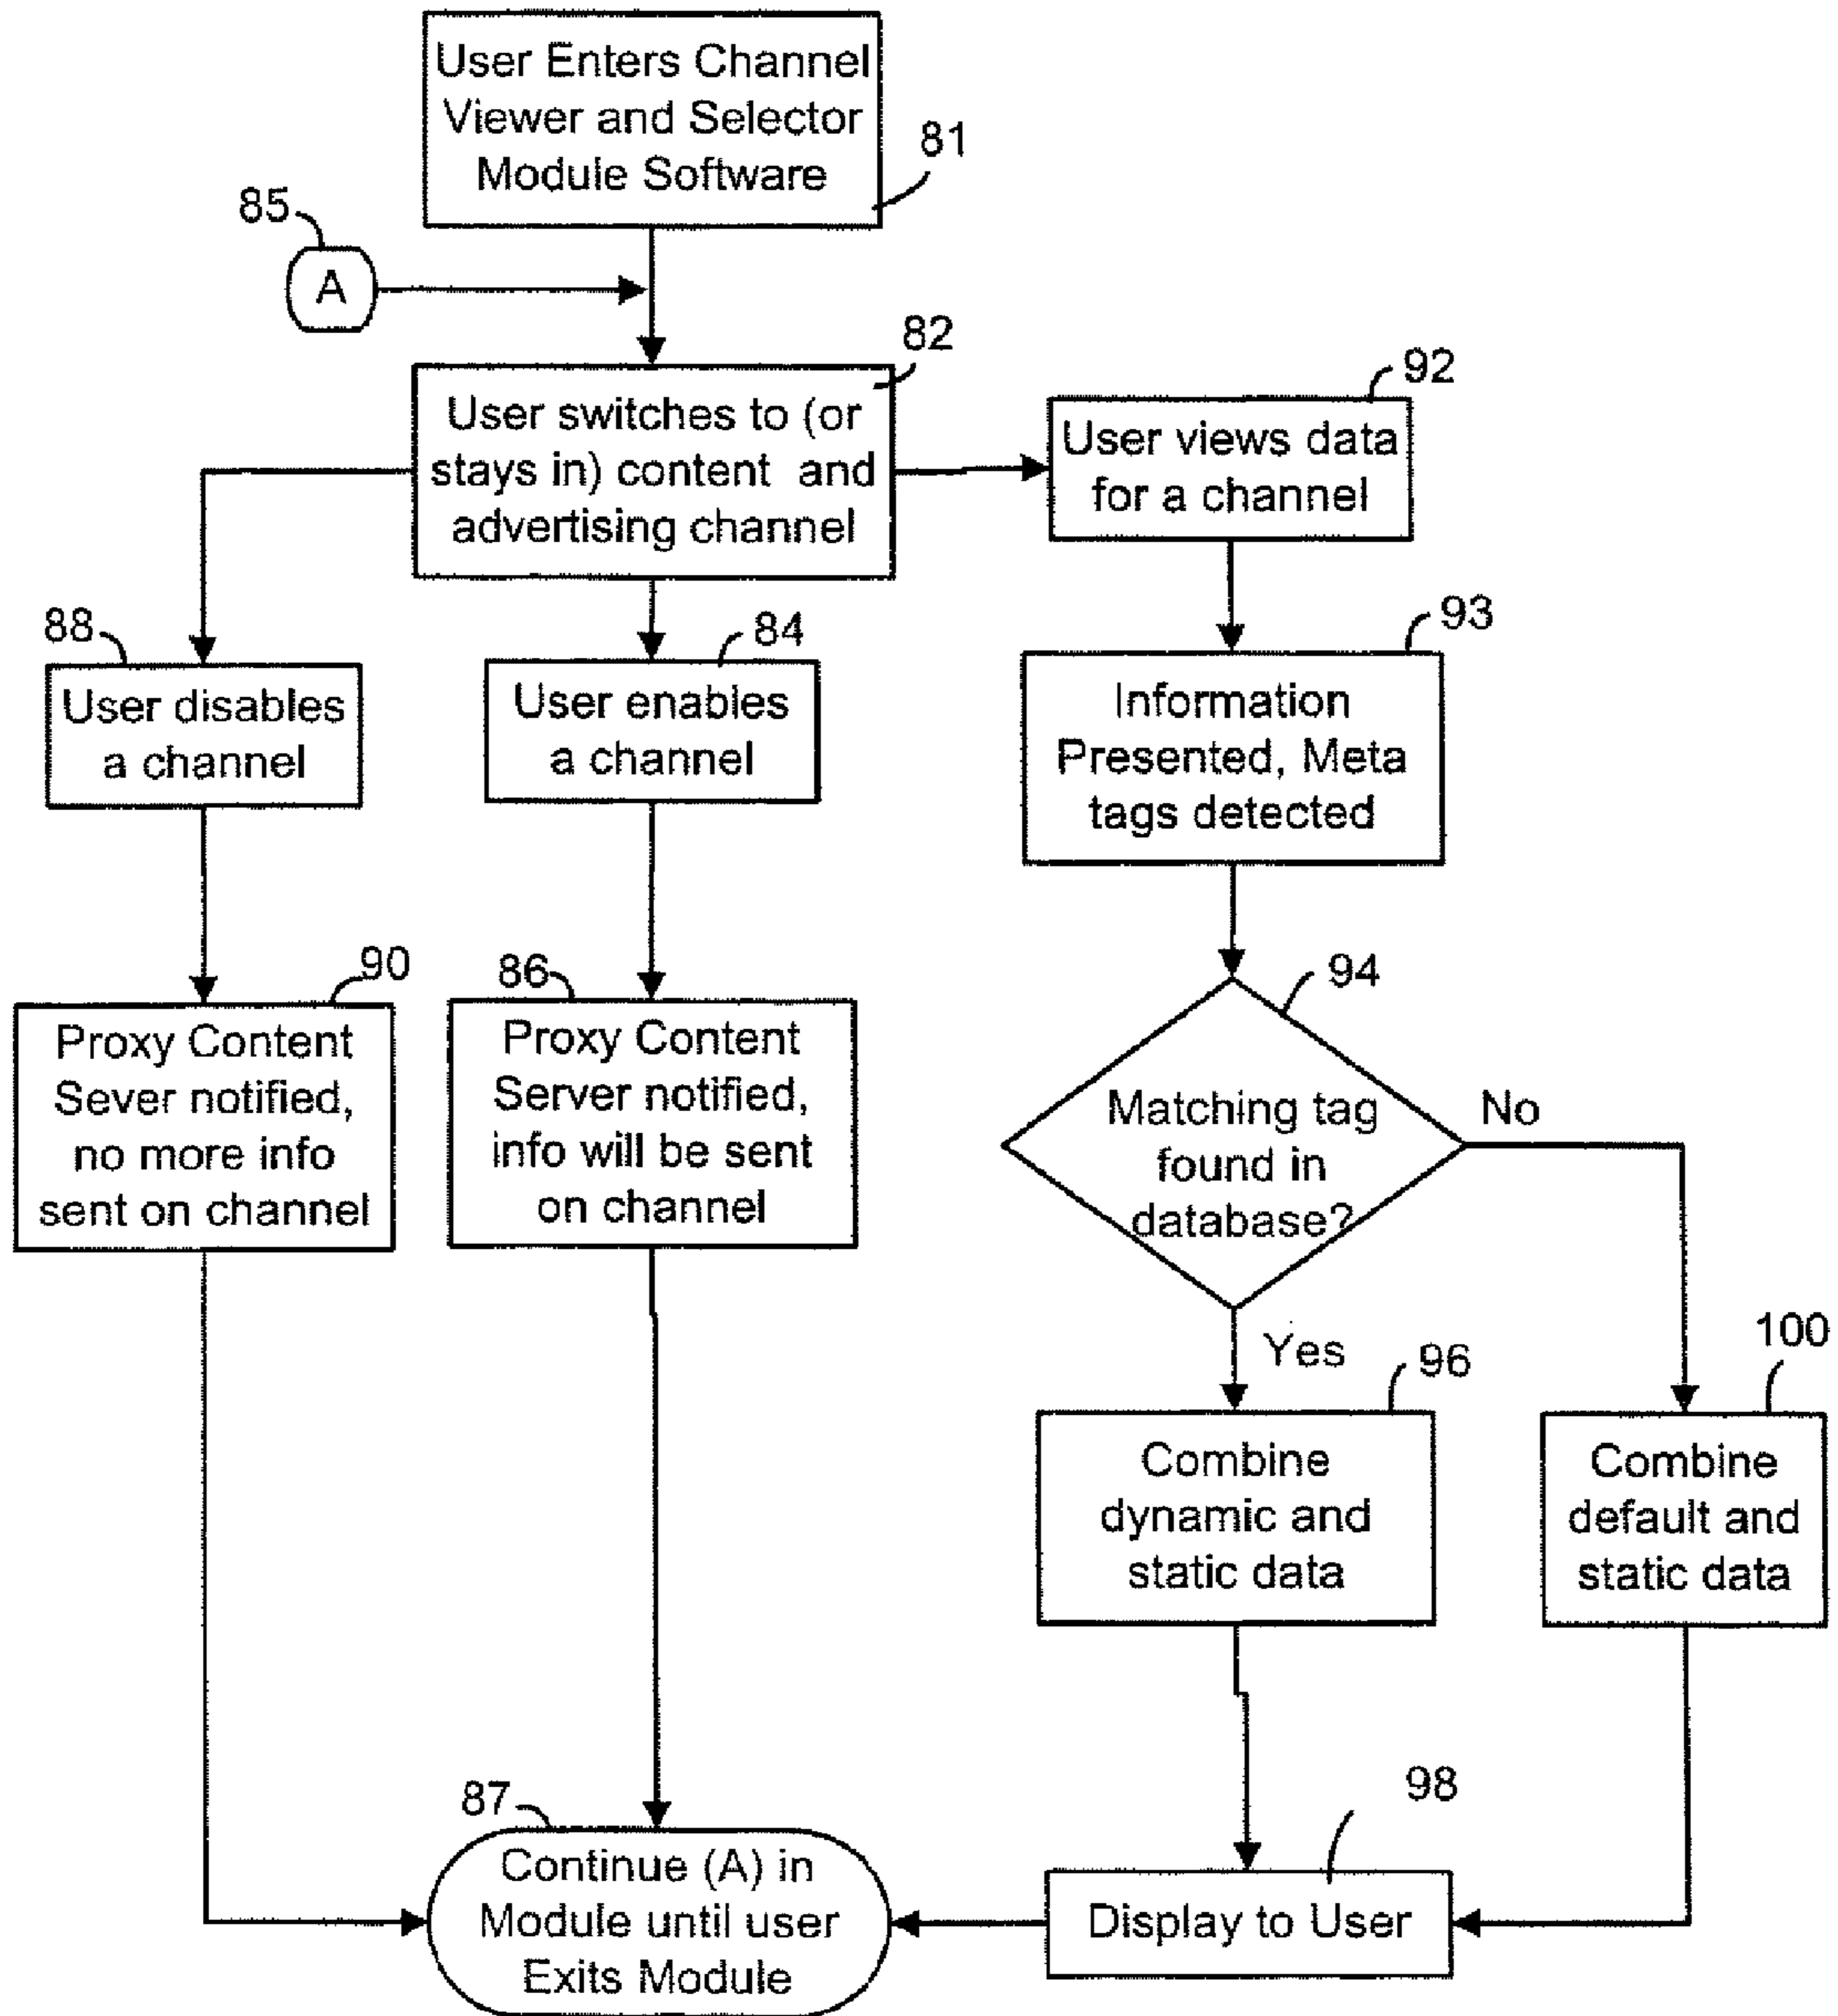 User Enters Channel
Viewer and Selector
Module Software
81
85
A
82
User switches to (or
stays in) content and
advertising channel
92
User views data
for a channel
88
User disables
a channel
84
User enables
a channel
93
Information
Presented, Meta
tags detected
90
Proxy Content
Sever notified,
no more info
sent on channel
86
Proxy Content
Server notified,
info will be sent
on channel
94
Matching tag
found in
database?
No
Yes
96
Combine
dynamic and
static data
100
Combine
default and
static data
87
Continue (A) in
Module until user
Exits Module
98
Display to User